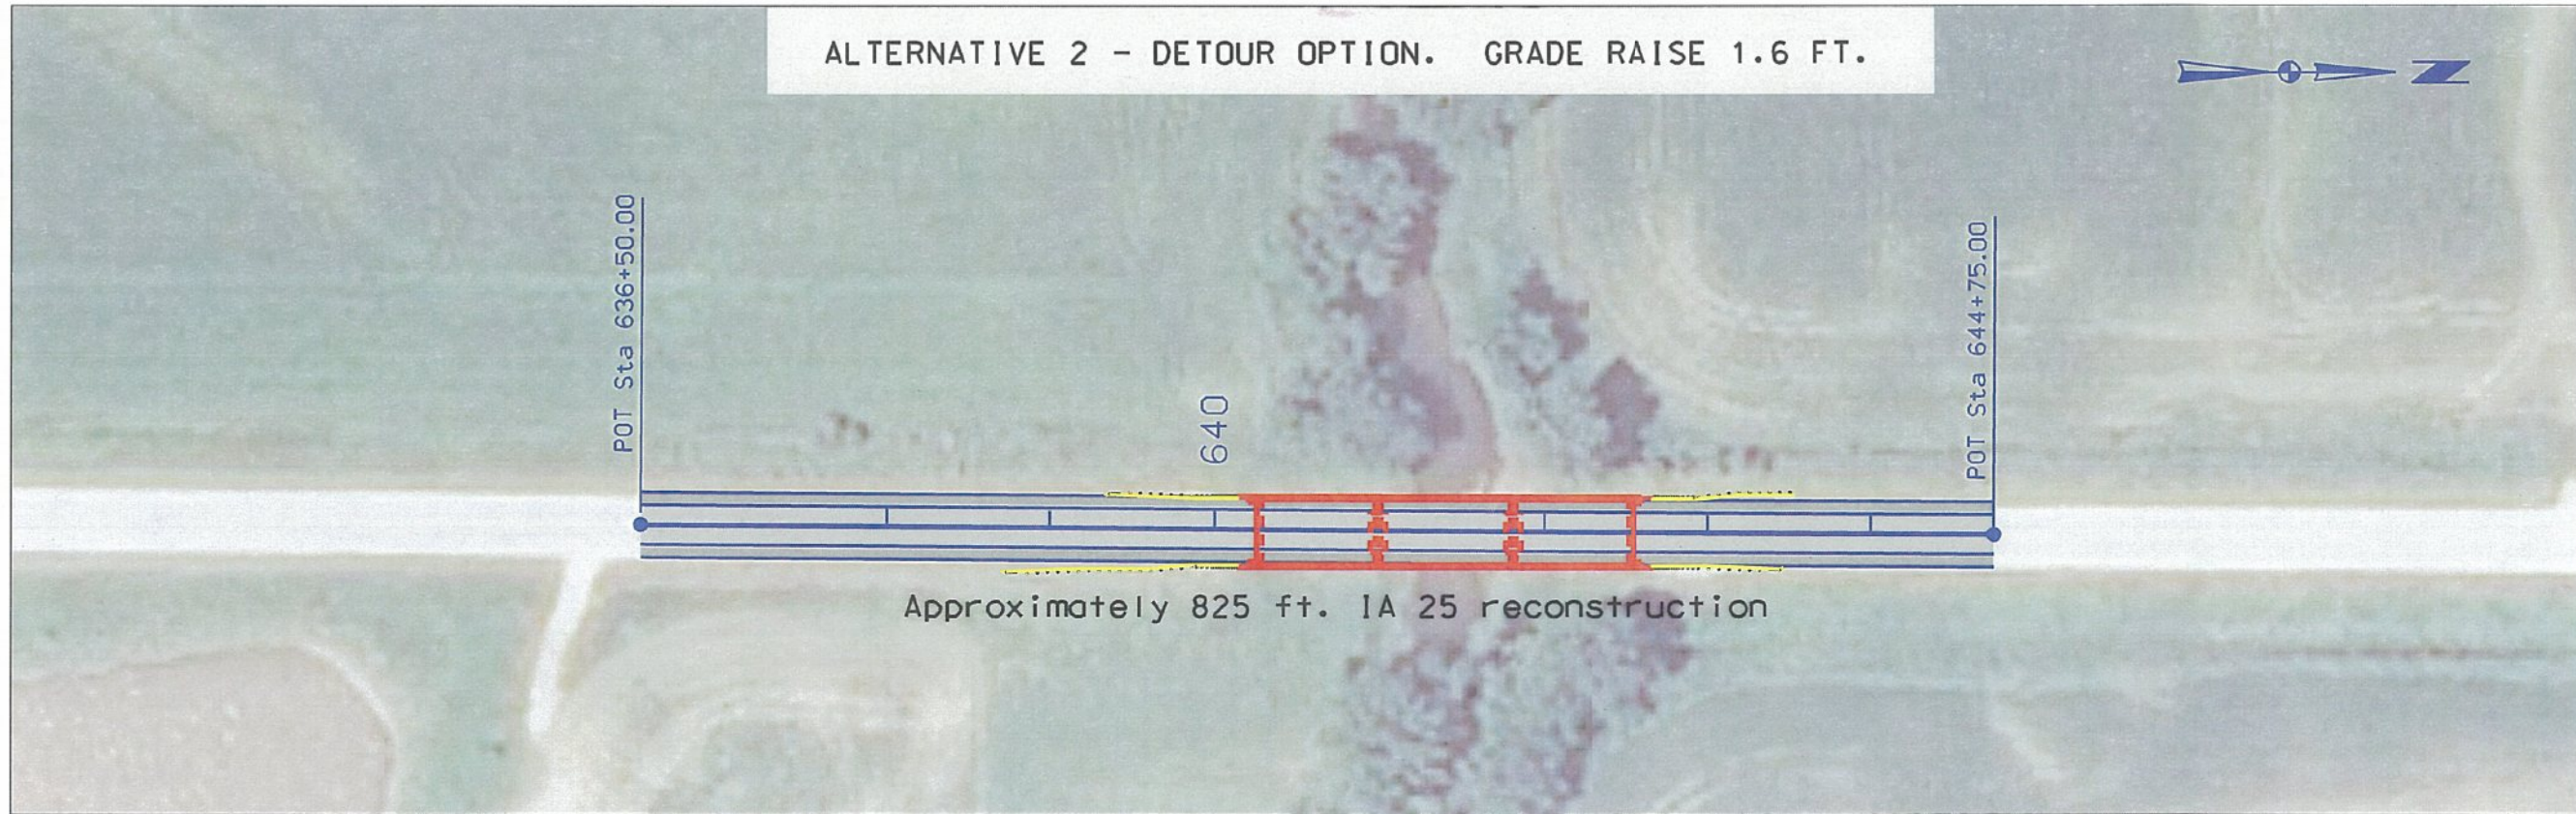 ALTERNATIVE 2 - DETOUR OPTION. GRADE RAISE 1.6 FT.
N
POT Sta 636+50.00
640
POT Sta 644+75.00
Approximately 825 ft. IA 25 reconstruction